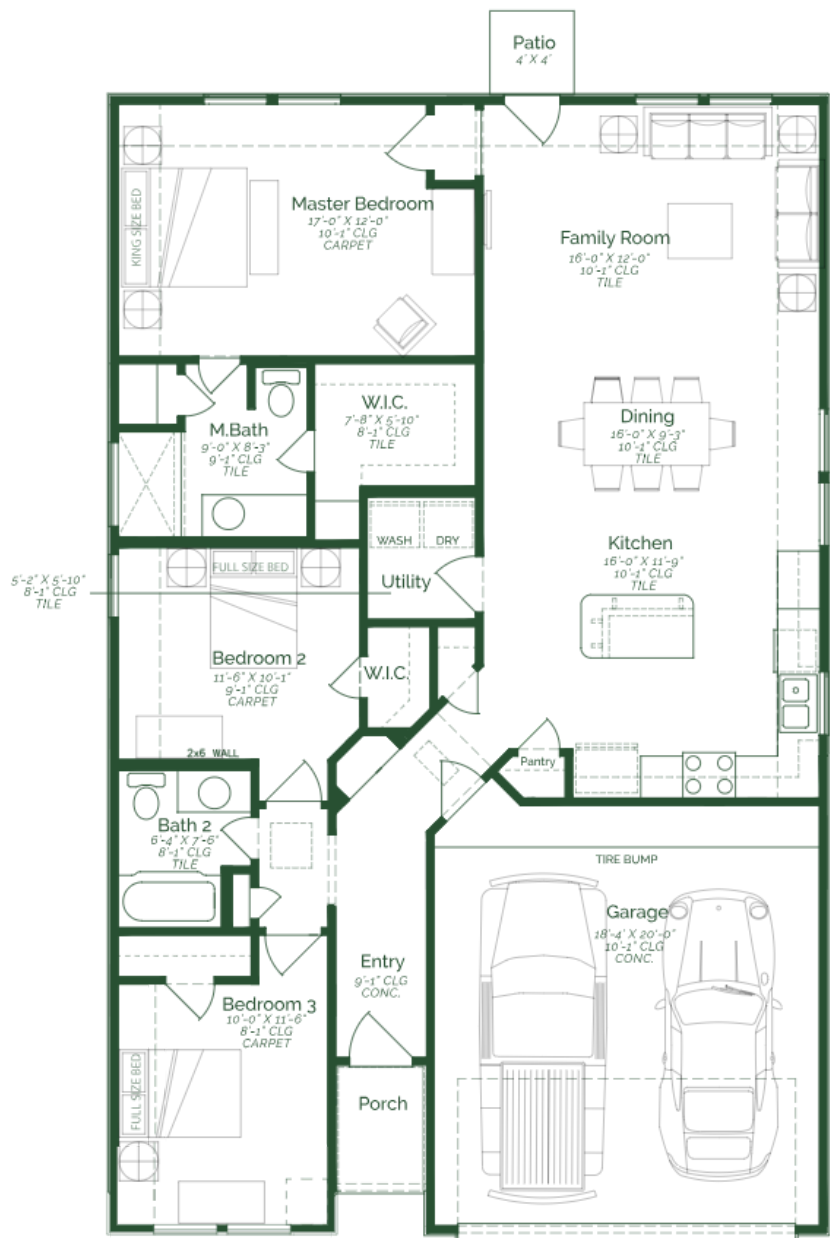 Patio
4' X 4'
KING SIZE BED
Master Bedroom
17'-0" X 12'-0"
10'-1" CLG
CARPET
Family Room
16'-0" X 12'-0"
10'-1" CLG
TILE
M.Bath
9'-0" X 8'-3"
9'-1" CLG
TILE
W.I.C.
7'-8" X 5'-10"
8'-1" CLG
TILE
Dining
16'-0" X 9'-3"
10'-1" CLG
TILE
WASH DRY
Utility
5'-2" X 5'-10"
8'-1" CLG
TILE
Kitchen
16'-0" X 11'-9"
10'-1" CLG
TILE
FULL SIZE BED
Bedroom 2
11'-6" X 10'-1"
9'-1" CLG
CARPET
W.I.C.
2x6 WALL
Pantry
Bath 2
6'-4" X 7'-6"
8'-1" CLG
TILE
TIRE BUMP
Garage
18'-4' X 20'-0"
10'-1" CLG
CONC.
Entry
9'-1" CLG
CONC.
Bedroom 3
10'-0" X 11'-6"
8'-1" CLG
CARPET
FULL SIZE BED
Porch